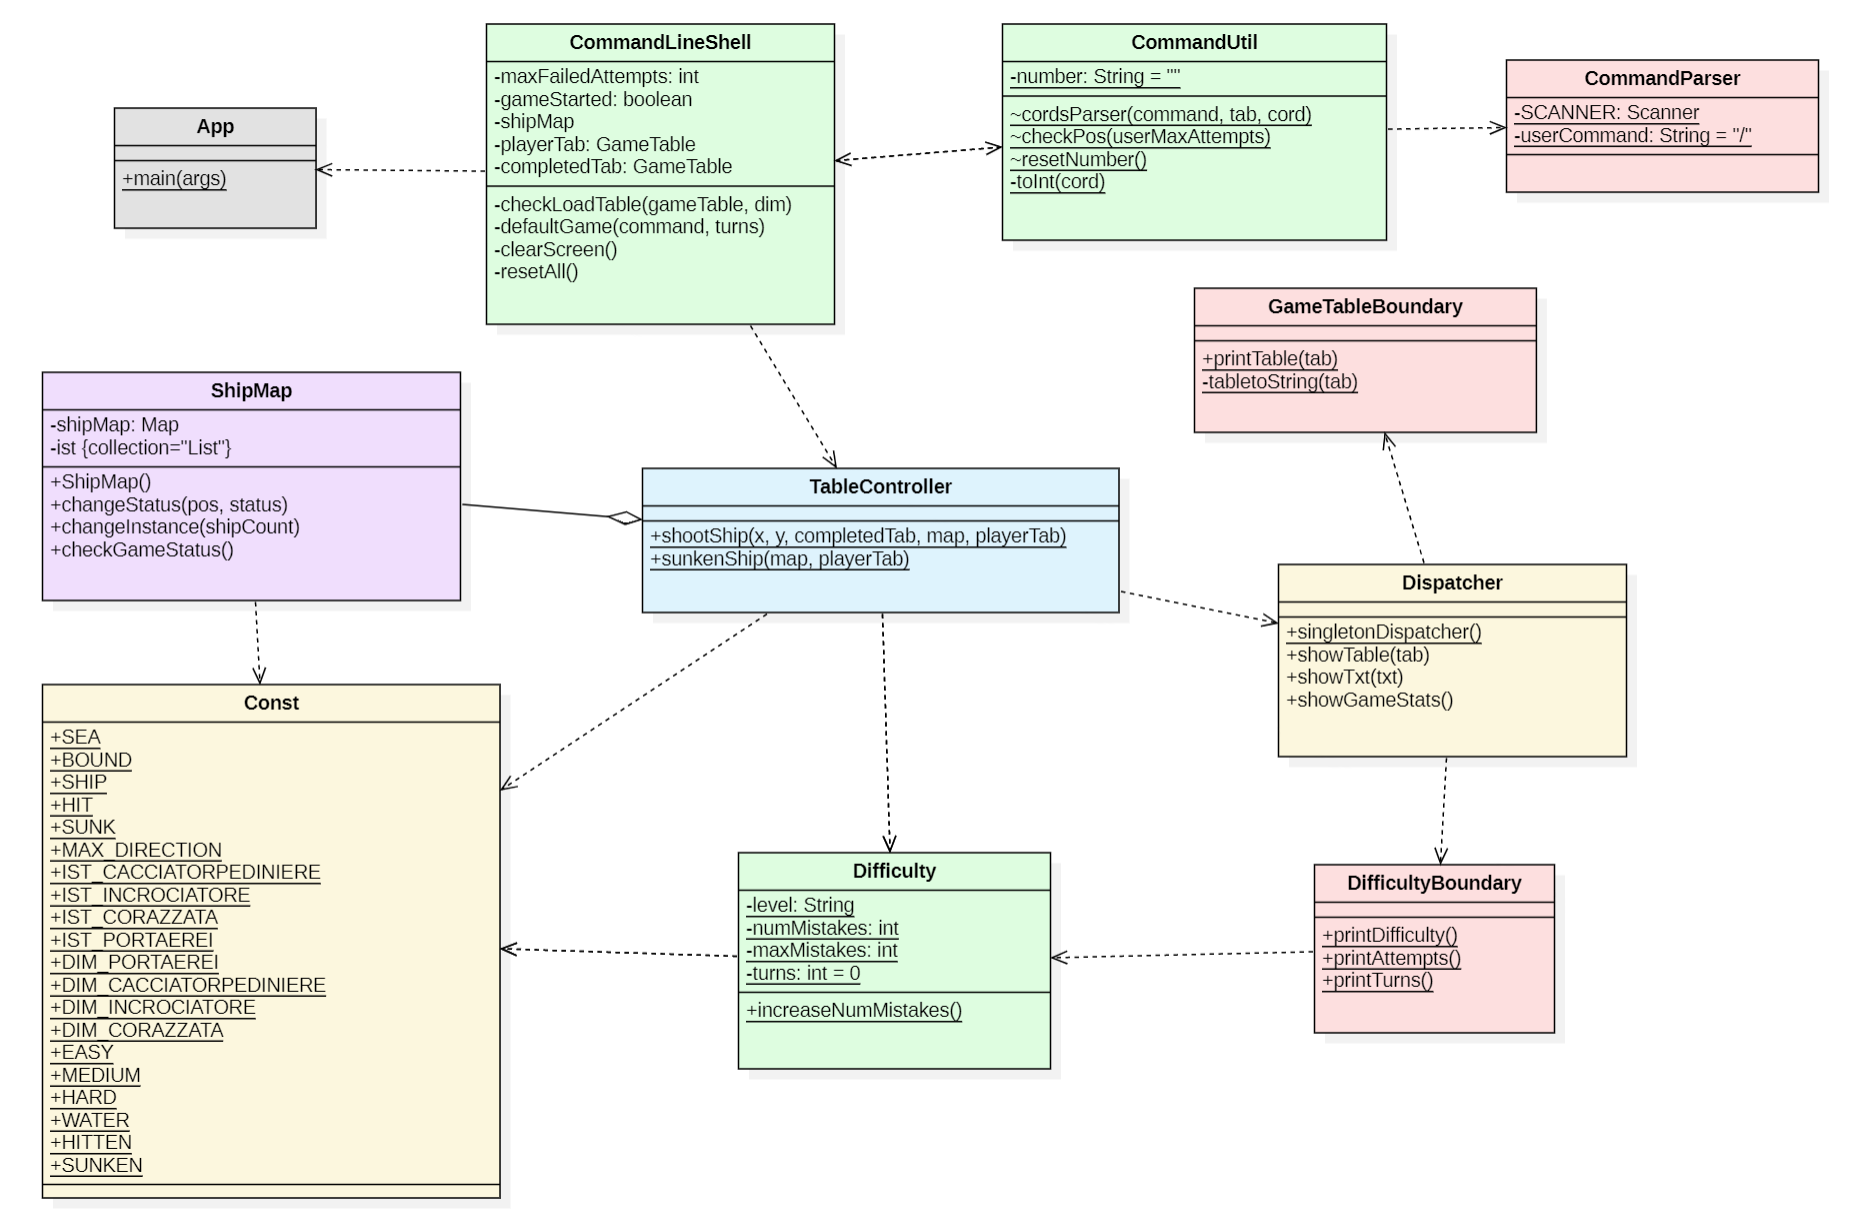 CommandLineShell
-maxFailedAttempts: int
-gameStarted: boolean
-shipMap
-playerTab: GameTable
-completedTab: GameTable
-checkLoadTable(gameTable, dim)
-defaultGame(command, turns)
-clearScreen()
-resetAll()
CommandUtil
-number: String = ""
~cordsParser(command, tab, cord)
~checkPos(userMaxAttempts)
~resetNumber()
-toInt(cord)
CommandParser
-SCANNER: Scanner
-userCommand: String = "/"
App
+main(args)
GameTableBoundary
+printTable(tab)
-tabletoString(tab)
ShipMap
-shipMap: Map
-ist {collection="List"}
+ShipMap()
+changeStatus(pos, status)
+changeInstance(shipCount)
+checkGameStatus()
TableController
+shootShip(x, y, completedTab, map, playerTab)
+sunkenShip(map, playerTab)
Dispatcher
+singletonDispatcher()
+showTable(tab)
+showTxt(txt)
+showGameStats()
Const
+SEA
+BOUND
+SHIP
+HIT
+SUNK
+MAX_DIRECTION
+IST_CACCIATORPEDINIERE
+IST_INCROCIATORE
+IST_CORAZZATA
+IST_PORTAEREI
+DIM_PORTAEREI
+DIM_CACCIATORPEDINIERE
+DIM_INCROCIATORE
+DIM_CORAZZATA
+EASY
+MEDIUM
+HARD
+WATER
+HITTEN
+SUNKEN
Difficulty
-level: String
-numMistakes: int
-maxMistakes: int
-turns: int = 0
+increaseNumMistakes()
DifficultyBoundary
+printDifficulty()
+printAttempts()
+printTurns()